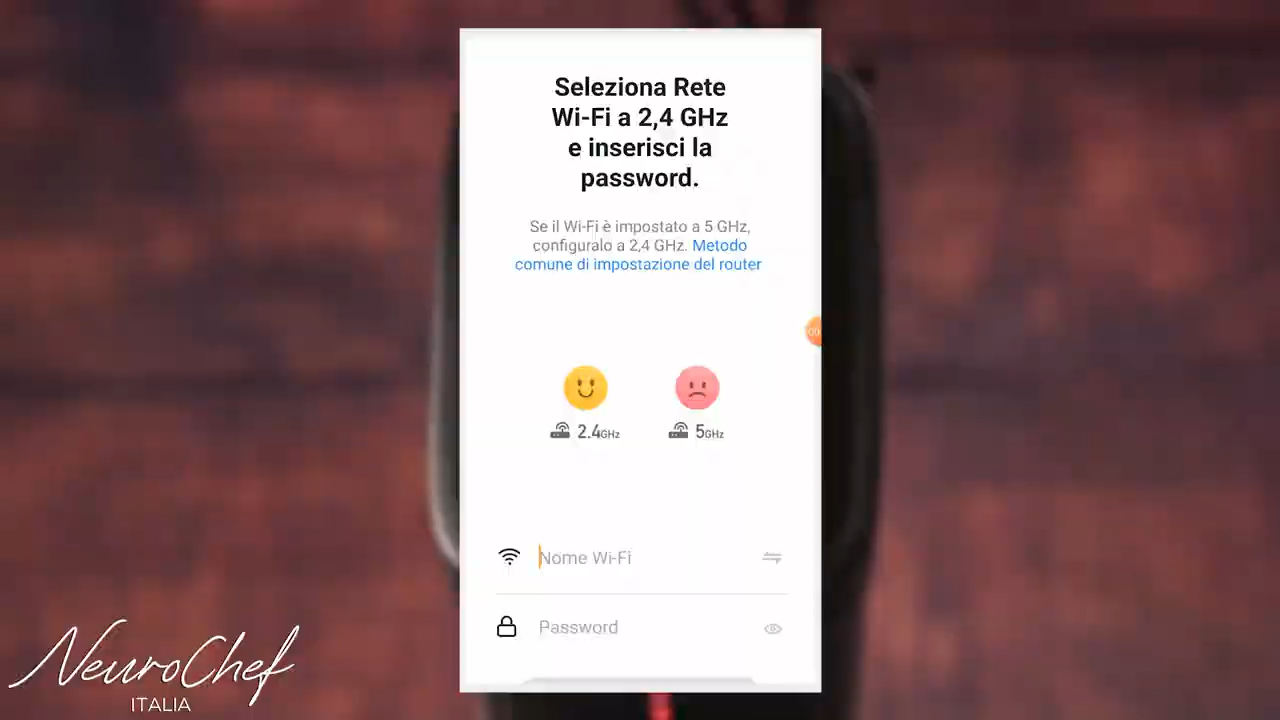 Seleziona Rete
Wi-Fi a 2,4 GHz
e inserisci la
password.
Se il Wi-Fi è impostato a 5 GHz,
configuralo a 2,4 GHz. Metodo
comune di impostazione del router
2.4GHz
5GHz
Nome Wi-Fi
Password
NeuroChef
ITALIA